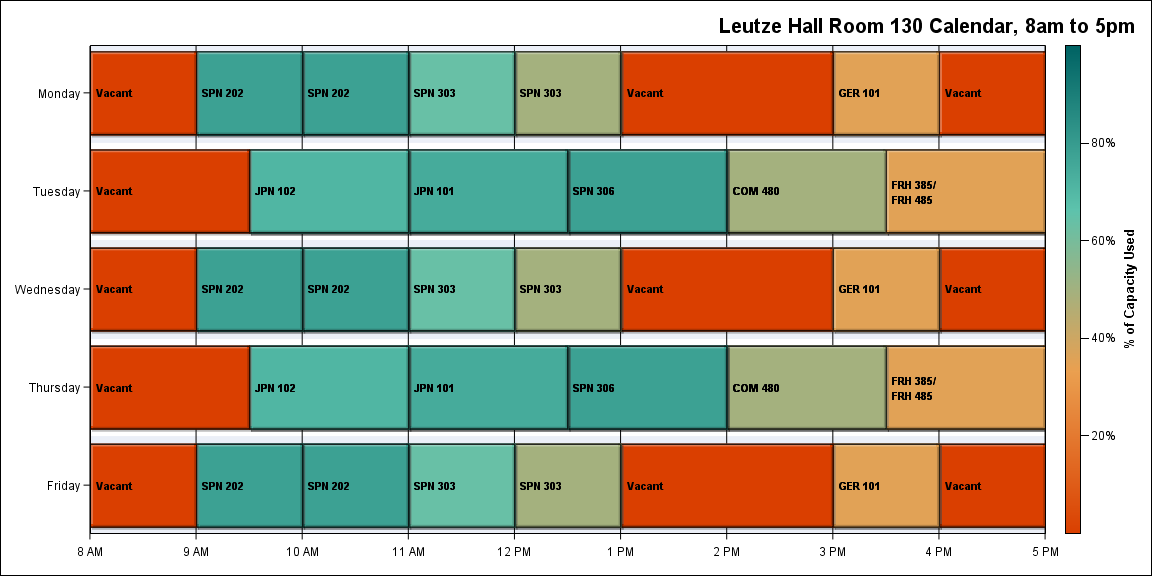 Leutze Hall Room 130 Calendar, 8am to 5pm
Monday
Vacant
SPN 202
SPN 202
SPN 303
SPN 303
Vacant
GER 101
Vacant
Tuesday
Vacant
JPN 102
JPN 101
SPN 306
COM 480
FRH 385/
FRH 485
Wednesday
Vacant
SPN 202
SPN 202
SPN 303
SPN 303
Vacant
GER 101
Vacant
Thursday
Vacant
JPN 102
JPN 101
SPN 306
COM 480
FRH 385/
FRH 485
Friday
Vacant
SPN 202
SPN 202
SPN 303
SPN 303
Vacant
GER 101
Vacant
8 AM
9 AM
10 AM
11 AM
12 PM
1 PM
2 PM
3 PM
4 PM
5 PM
80%
60%
40%
20%
% of Capacity Used